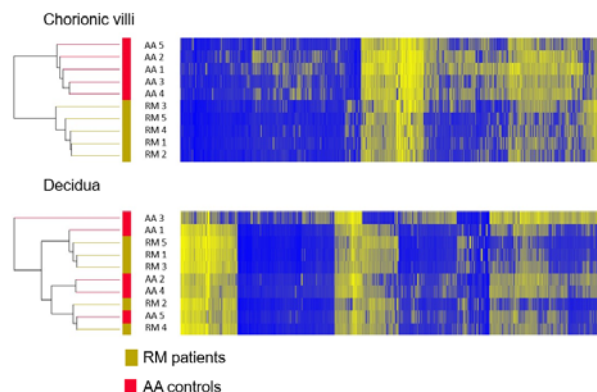 Chorionic villi
AA 5
AA 2
AA 1
AA 3
AA 4
RM 3
RM 5
RM 4
RM 1
RM 2
Decidua
AA 3
AA 1
RM 5
RM 1
RM 3
AA 2
AA 4
RM 2
AA 5
RM 4
RM patients
AA controls